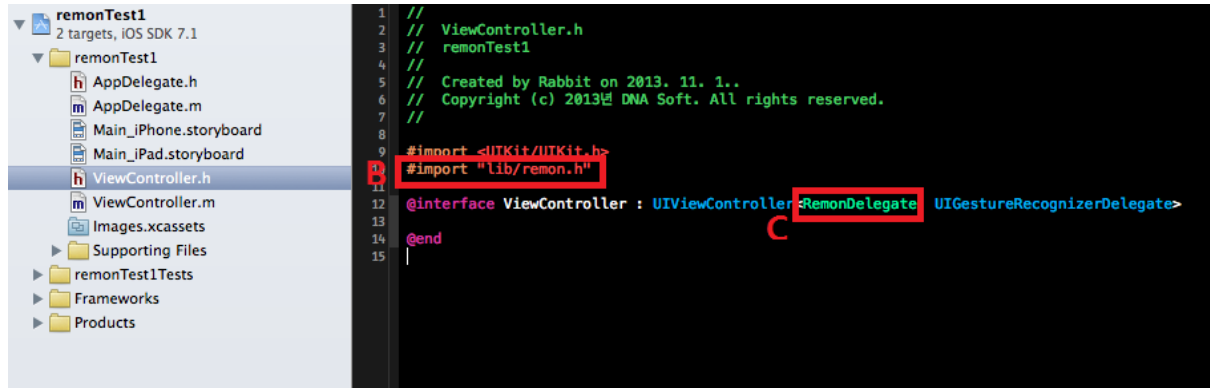 remonTest1
2 targets, iOS SDK 7.1
remonTest1
AppDelegate.h
AppDelegate.m
Main_iPhone.storyboard
Main_iPad.storyboard
ViewController.h
ViewController.m
Images.xcassets
Supporting Files
remonTest1Tests
Frameworks
Products
1 //
2 // ViewController.h
3 // remonTest1
4 //
5 // Created by Rabbit on 2013. 11. 1..
6 // Copyright (c) 2013년 DNA Soft. All rights reserved.
7 //
8
9 #import <UIKit/UIKit.h>
B 10 #import "lib/remon.h"
11
12 @interface ViewController : UIViewController<RemonDelegate UIGestureRecognizerDelegate>
C
13
14 @end
15